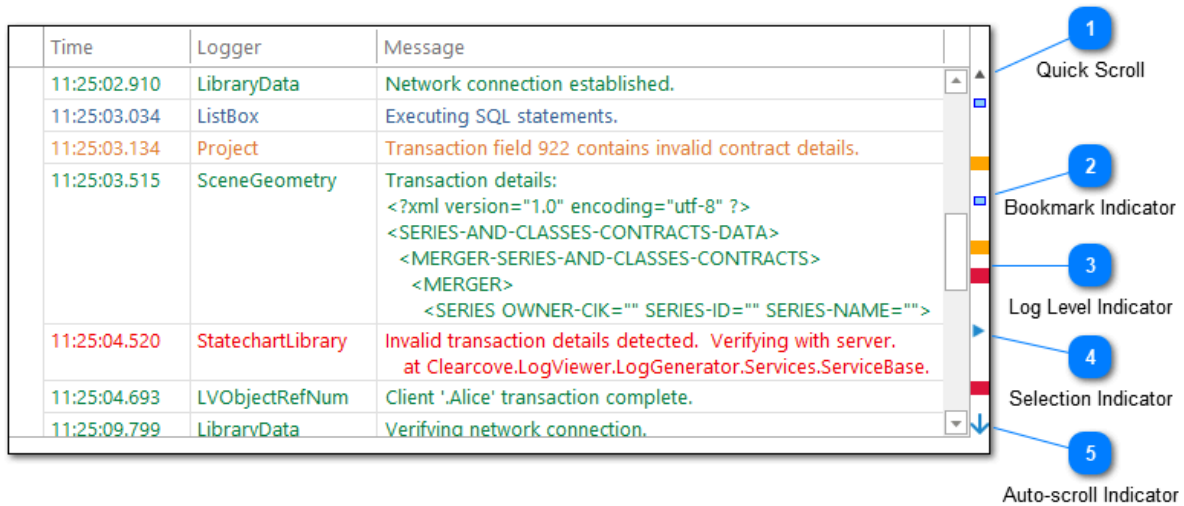 Time Logger Message
11:25:02.910 LibraryData Network connection established.
11:25:03.034 ListBox Executing SQL statements.
11:25:03.134 Project Transaction field 922 contains invalid contract details.
11:25:03.515 SceneGeometry Transaction details:
<?xml version="1.0" encoding="utf-8" ?>
<SERIES-AND-CLASSES-CONTRACTS-DATA>
<MERGER-SERIES-AND-CLASSES-CONTRACTS>
<MERGER>
<SERIES OWNER-CIK="" SERIES-ID="" SERIES-NAME="">
11:25:04.520 StatechartLibrary Invalid transaction details detected.  Verifying with server.
at Clearcove.LogViewer.LogGenerator.Services.ServiceBase.
11:25:04.693 LVObjectRefNum Client '.Alice' transaction complete.
11:25:09.799 LibraryData Verifying network connection.
1
Quick Scroll
2
Bookmark Indicator
3
Log Level Indicator
4
Selection Indicator
5
Auto-scroll Indicator